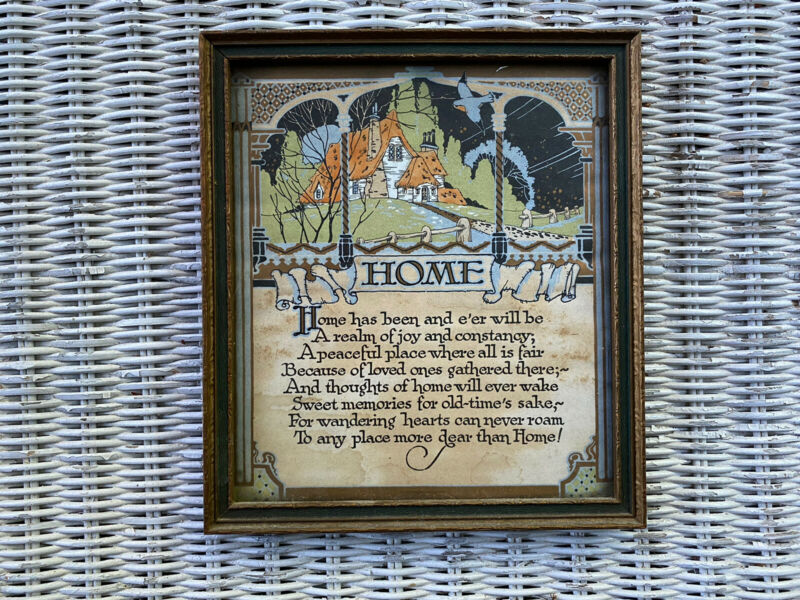 HOME
Home has been and e'er will be
A realm of joy and constancy;
A peaceful place where all is fair
Because of loved ones gathered there;~
And thoughts of home will ever wake
Sweet memories for old-time's sake,~
For wandering hearts can never roam
To any place more dear than Home!